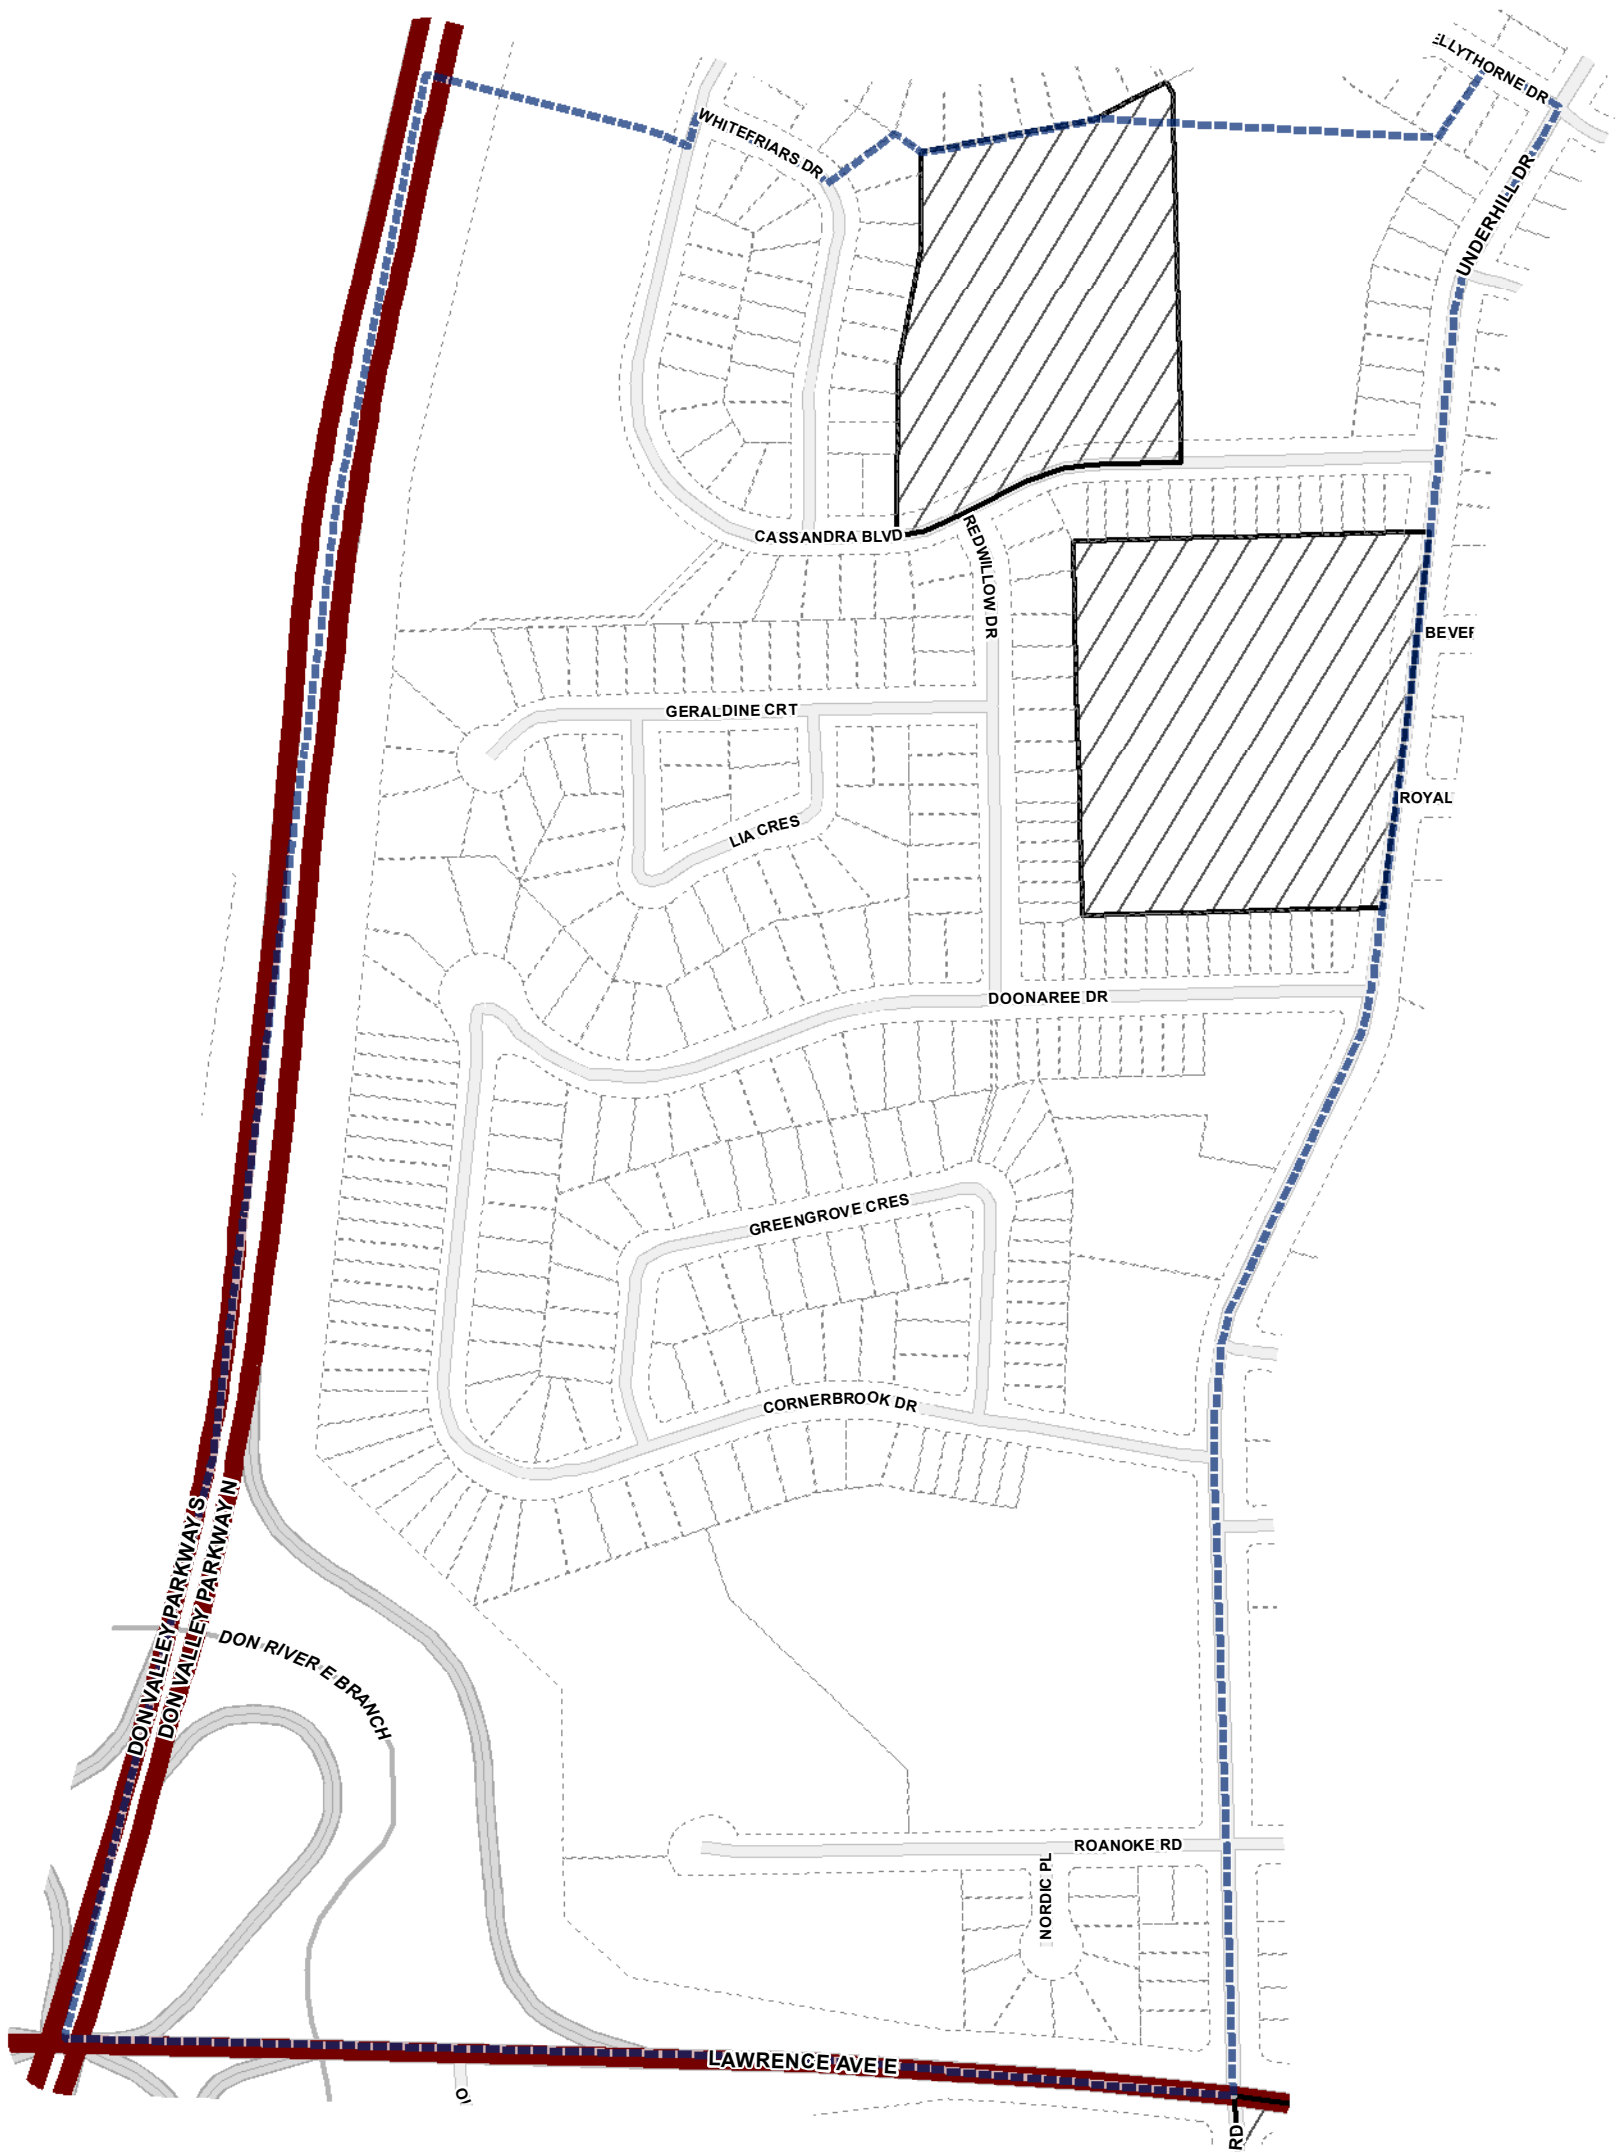 ELLYTHORNE DR
WHITEFRIARS DR
UNDERHILL DR
CASSANDRA BLVD
REDWILLOW DR
BEVER
GERALDINE CRT
ROYAL
LIA CRES
DOONAREE DR
GREENGROVE CRES
CORNERBROOK DR
DON VALLEY PARKWAY S
DON VALLEY PARKWAY N
DON RIVER E BRANCH
ROANOKE RD
NORDIC PL
LAWRENCE AVE E
RD